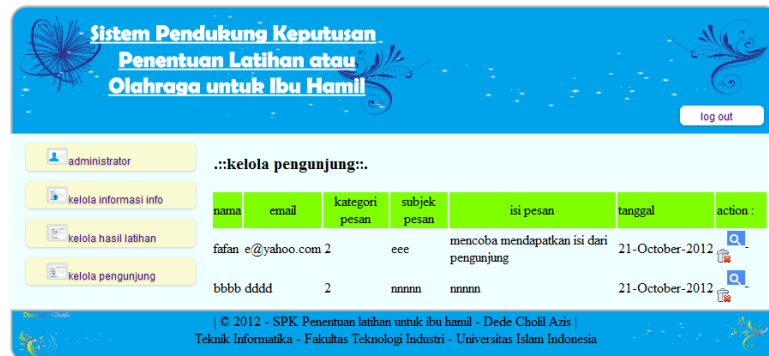 Sistem Pendukung Keputusan
Penentuan Latihan atau
Olahraga untuk Ibu Hamil
log out
administrator
kelola informasi info
kelola hasil latihan
kelola pengunjung
.::kelola pengunjung::.
nama email kategori pesan subjek pesan isi pesan tanggal action :
fafan e@yahoo.com 2 eee mencoba mendapatkan isi dari pengunjung 21-October-2012 -
bbbb dddd 2 nnnnn nnnnn 21-October-2012 -
| © 2012 - SPK Penentuan latihan untuk ibu hamil - Dede Cholil Azis |
Teknik Informatika - Fakultas Teknologi Industri - Universitas Islam Indonesia